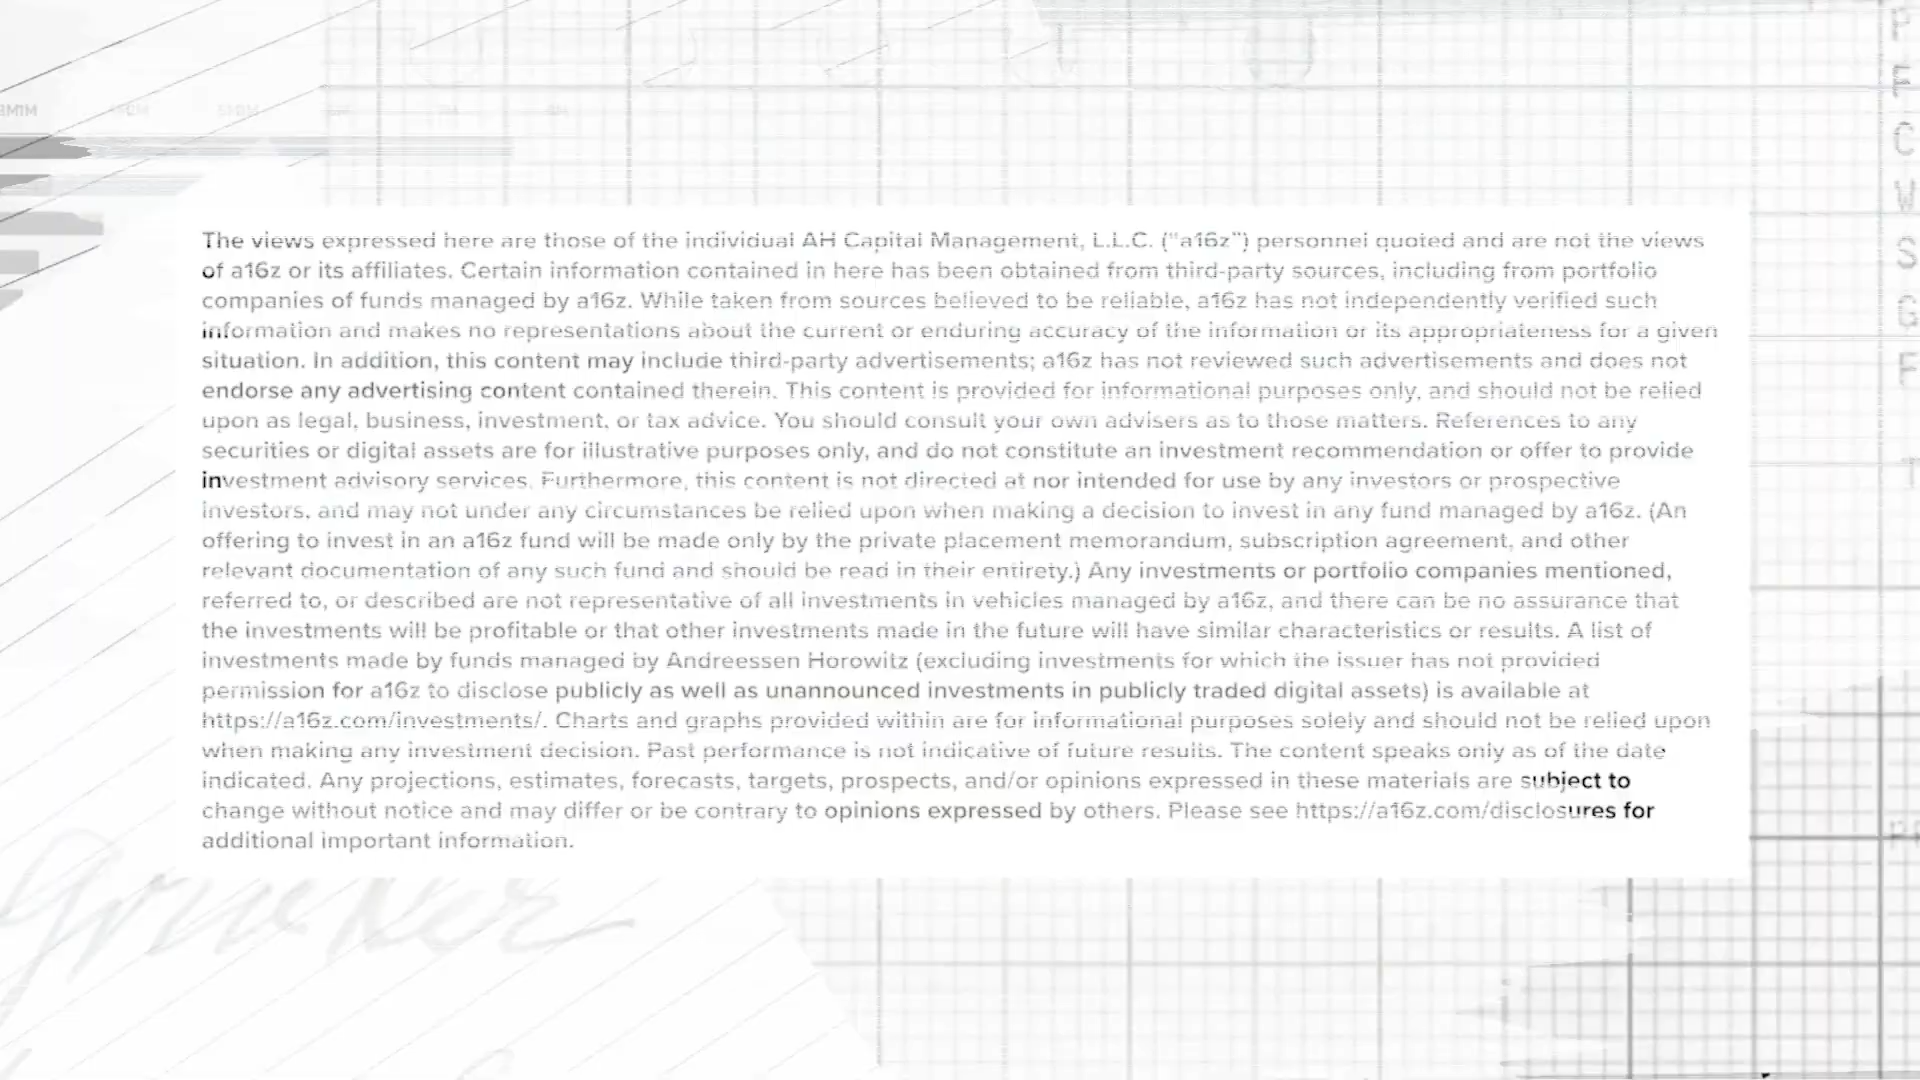 The views expressed here are those of the individual AH Capital Management, L.L.C. ("a16z") personnel quoted and are not the views
of a16z or its affiliates. Certain information contained in here has been obtained from third-party sources, including from portfolio
companies of funds managed by a16z. While taken from sources believed to be reliable, a16z has not independently verified such
information and makes no representations about the current or enduring accuracy of the information or its appropriateness for a given
situation. In addition, this content may include third-party advertisements; a16z has not reviewed such advertisements and does not
endorse any advertising content contained therein. This content is provided for informational purposes only, and should not be relied
upon as legal, business, investment, or tax advice. You should consult your own advisers as to those matters. References to any
securities or digital assets are for illustrative purposes only, and do not constitute an investment recommendation or offer to provide
investment advisory services. Furthermore, this content is not directed at nor intended for use by any investors or prospective
investors, and may not under any circumstances be relied upon when making a decision to invest in any fund managed by a16z. (An
offering to invest in an a16z fund will be made only by the private placement memorandum, subscription agreement, and other
relevant documentation of any such fund and should be read in their entirety.) Any investments or portfolio companies mentioned,
referred to, or described are not representative of all investments in vehicles managed by a16z, and there can be no assurance that
the investments will be profitable or that other investments made in the future will have similar characteristics or results. A list of
investments made by funds managed by Andreessen Horowitz (excluding investments for which the issuer has not provided
permission for a16z to disclose publicly as well as unannounced investments in publicly traded digital assets) is available at
https://a16z.com/investments/. Charts and graphs provided within are for informational purposes solely and should not be relied upon
when making any investment decision. Past performance is not indicative of future results. The content speaks only as of the date
indicated. Any projections, estimates, forecasts, targets, prospects, and/or opinions expressed in these materials are subject to
change without notice and may differ or be contrary to opinions expressed by others. Please see https://a16z.com/disclosures for
additional important information.